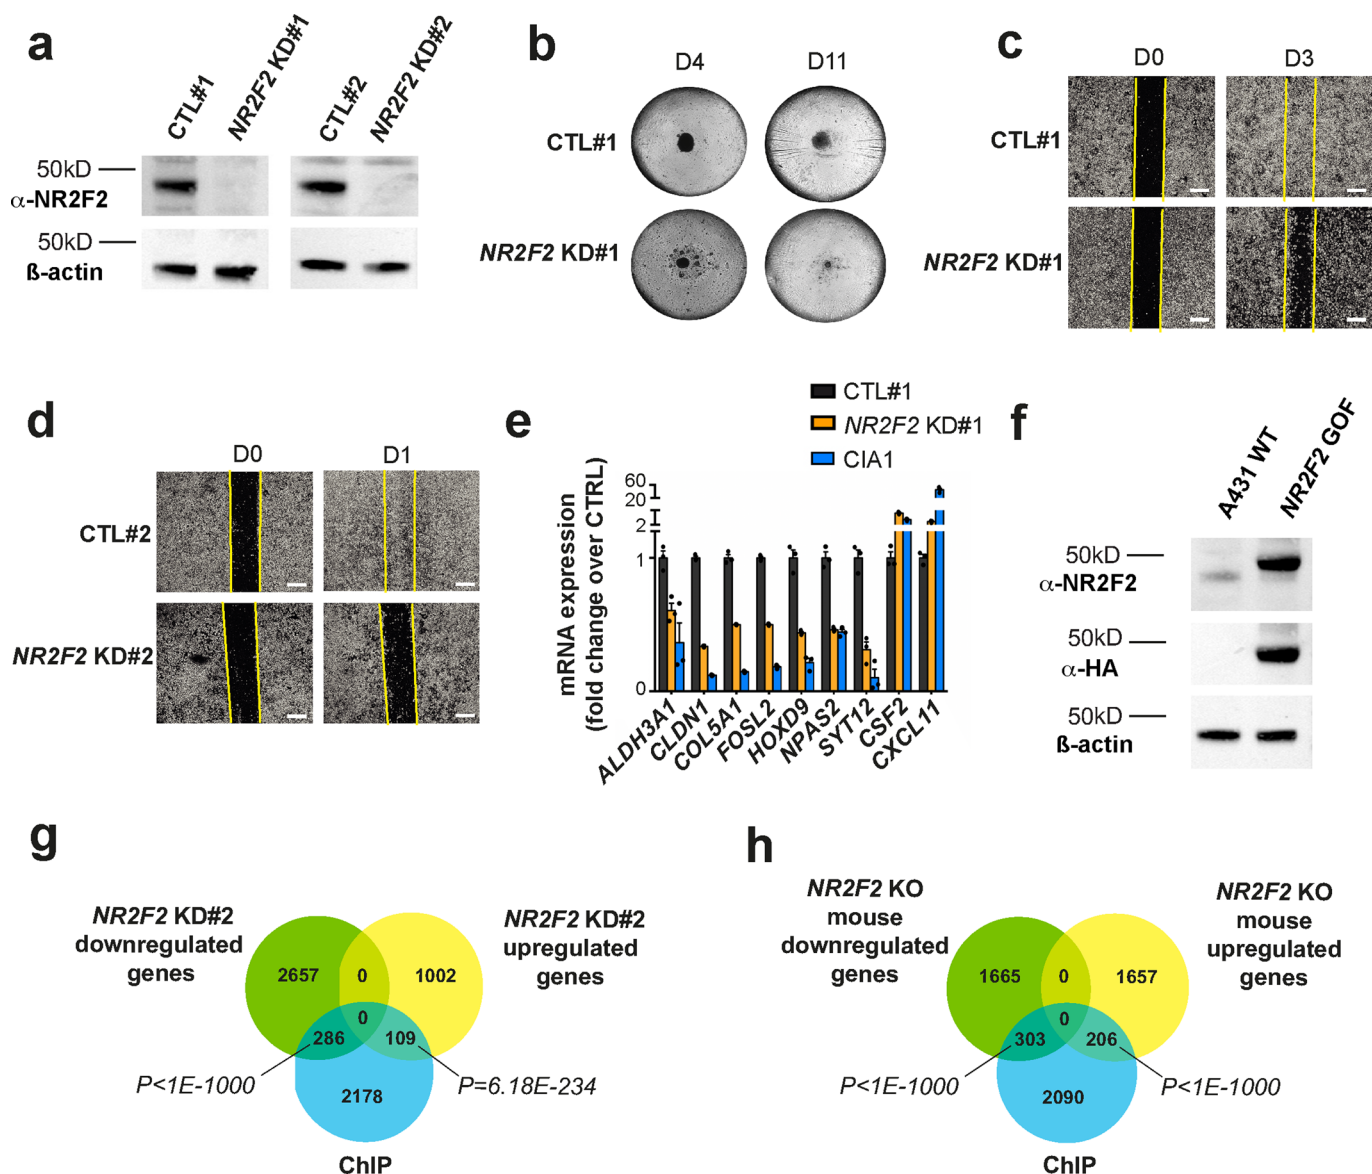 a
CTL#1
NR2F2 KD#1
CTL#2
NR2F2 KD#2
50kD
α-NR2F2
50kD
ß-actin
b
D4
D11
CTL#1
NR2F2 KD#1
c
D0
D3
CTL#1
NR2F2 KD#1
d
D0
D1
CTL#2
NR2F2 KD#2
e
CTL#1
NR2F2 KD#1
CIA1
mRNA expression
(fold change over CTRL)
60
20
2
1
0
ALDH3A1
CLDN1
COL5A1
FOSL2
HOXD9
NPAS2
SYT12
CSF2
CXCL11
f
A431 WT
NR2F2 GOF
50kD
α-NR2F2
50kD
α-HA
50kD
ß-actin
g
NR2F2 KD#2
downregulated
genes
NR2F2 KD#2
upregulated
genes
2657
0
1002
0
286
109
P<1E-1000
P=6.18E-234
2178
ChIP
h
NR2F2 KO
mouse
downregulated
genes
NR2F2 KO
mouse
upregulated
genes
1665
0
1657
0
303
206
P<1E-1000
P<1E-1000
2090
ChIP